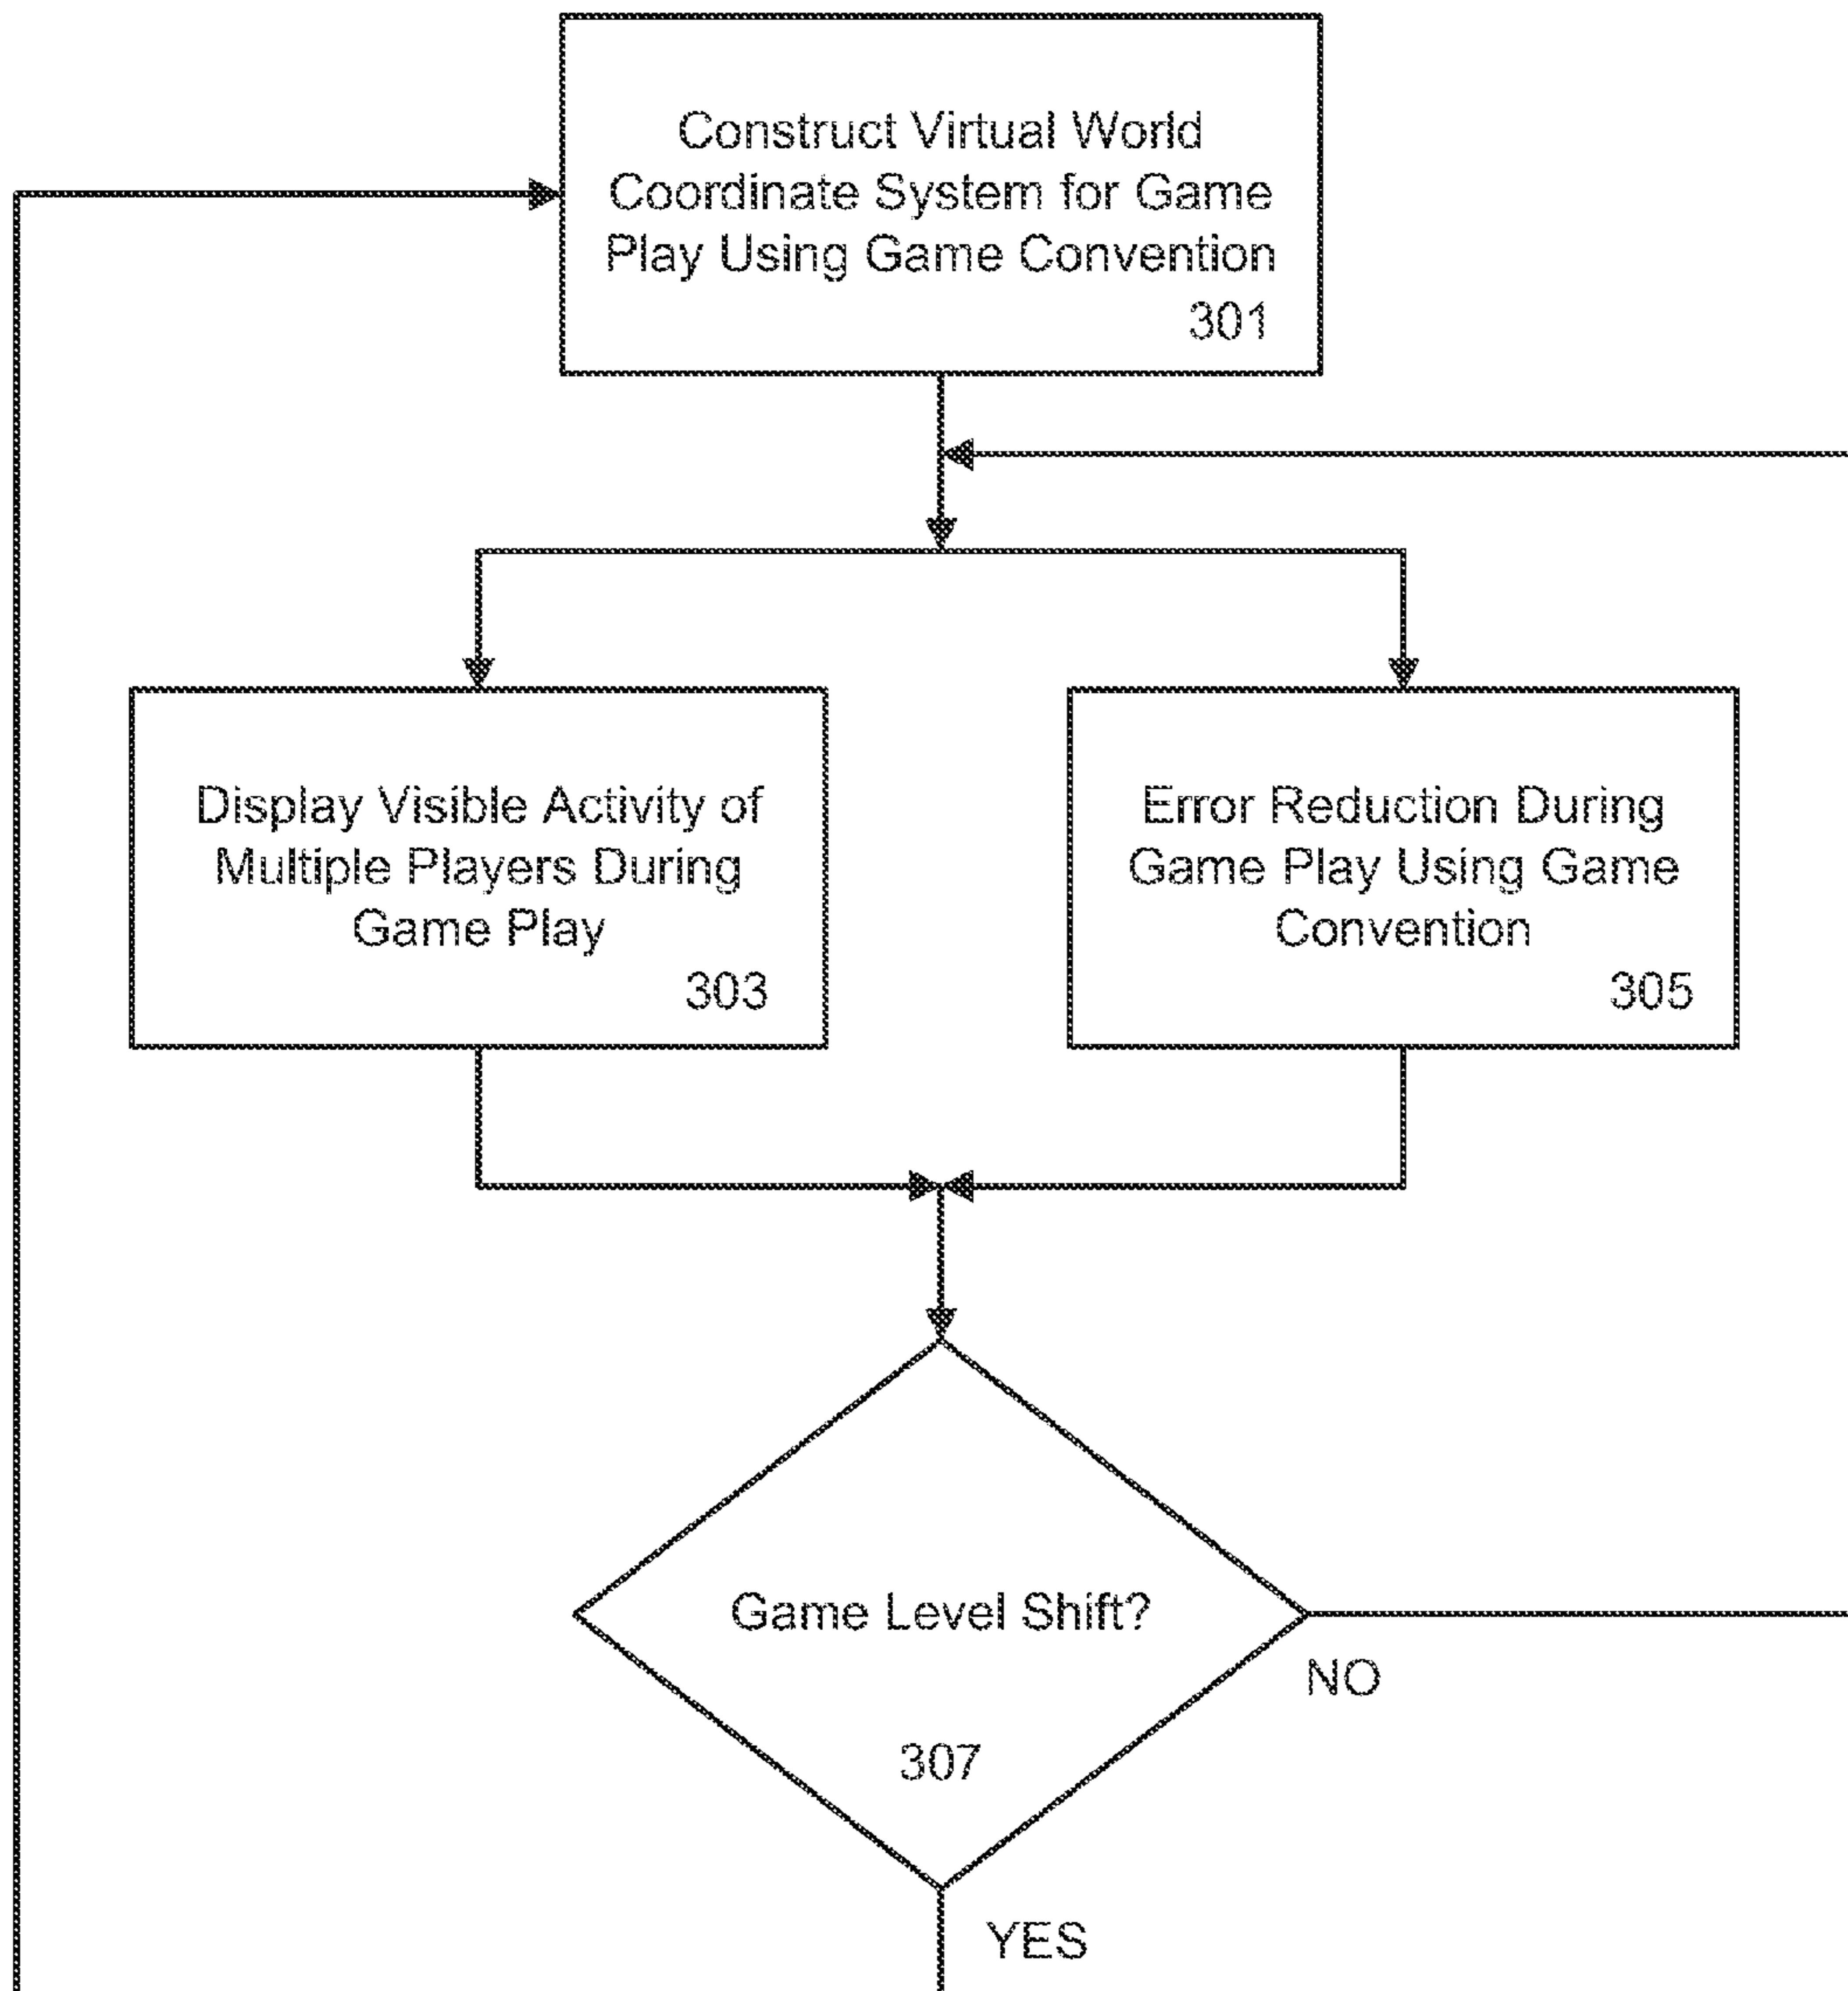 Construct Virtual World
Coordinate System for Game
Play Using Game Convention
301
Display Visible Activity of
Multiple Players During
Game Play
303
Error Reduction During
Game Play Using Game
Convention
305
Game Level Shift?
307
NO
YES